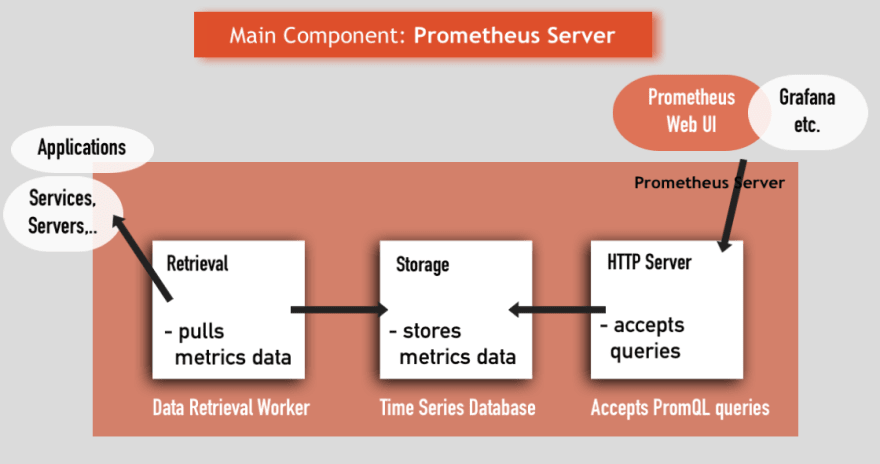 Main Component: Prometheus Server
Prometheus
Web UI
Grafana
etc.
Applications
Services,
Servers,..
Prometheus Server
Retrieval
- pulls
metrics data
Data Retrieval Worker
Storage
- stores
metrics data
Time Series Database
HTTP Server
- accepts
queries
Accepts PromQL queries